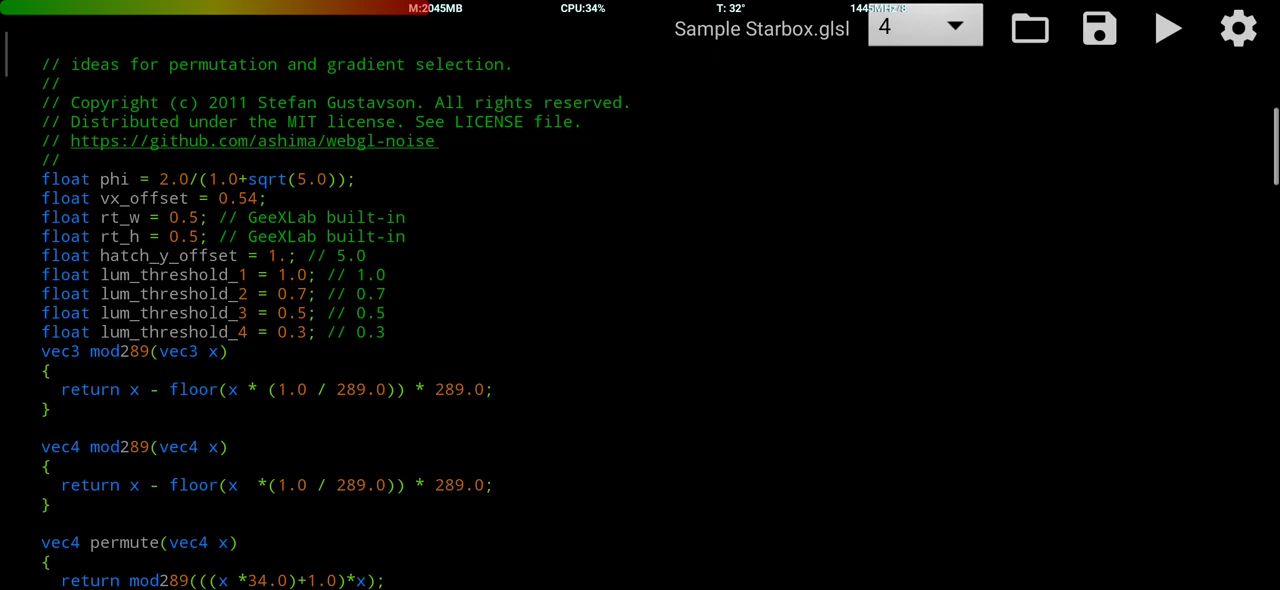 M:2045MB CPU:34% T: 32° 1445MHz/8
Sample Starbox.glsl 4
// ideas for permutation and gradient selection.
//
// Copyright (c) 2011 Stefan Gustavson. All rights reserved.
// Distributed under the MIT license. See LICENSE file.
// https://github.com/ashima/webgl-noise
//
float phi = 2.0/(1.0+sqrt(5.0));
float vx_offset = 0.54;
float rt_w = 0.5; // GeeXLab built-in
float rt_h = 0.5; // GeeXLab built-in
float hatch_y_offset = 1.; // 5.0
float lum_threshold_1 = 1.0; // 1.0
float lum_threshold_2 = 0.7; // 0.7
float lum_threshold_3 = 0.5; // 0.5
float lum_threshold_4 = 0.3; // 0.3
vec3 mod289(vec3 x)
{
  return x - floor(x * (1.0 / 289.0)) * 289.0;
}

vec4 mod289(vec4 x)
{
  return x - floor(x  *(1.0 / 289.0)) * 289.0;
}

vec4 permute(vec4 x)
{
  return mod289(((x *34.0)+1.0)*x);